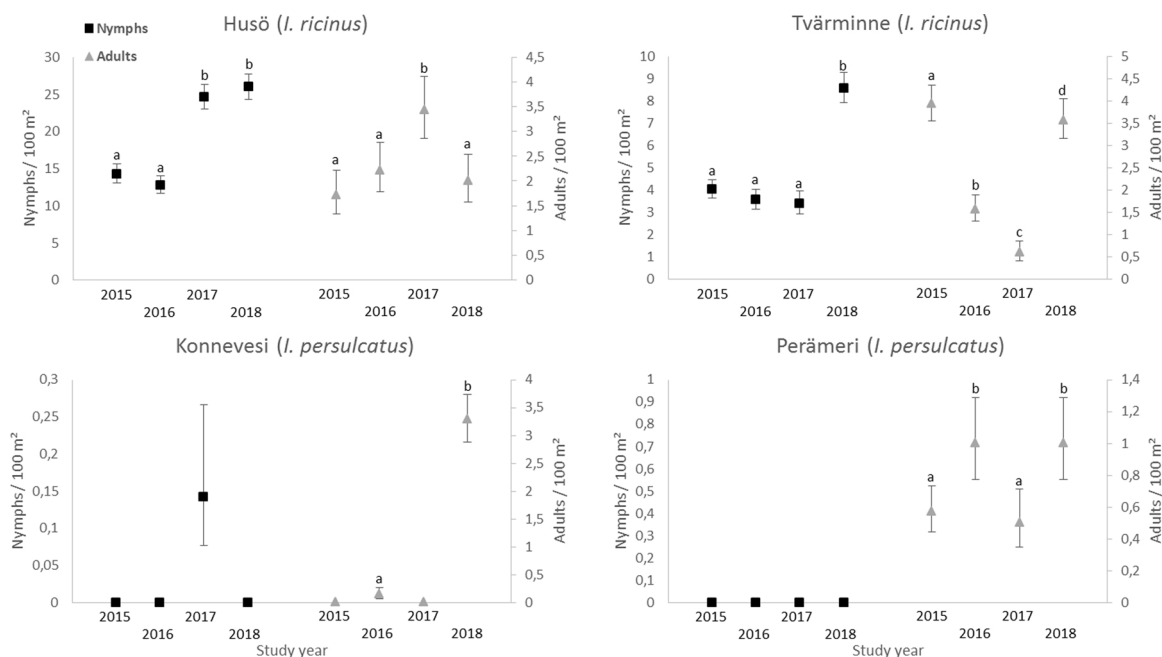 Husö (I. ricinus)
Nymphs
Adults
Nymphs / 100 m²
30
25
20
15
10
5
0
a
a
b
b
a
a
b
a
4,5
4
3,5
3
2,5
2
1,5
1
0,5
0
Adults / 100 m²
2015
2016
2017
2018
2015
2016
2017
2018
Tvärminne (I. ricinus)
Nymphs / 100 m²
10
9
8
7
6
5
4
3
2
1
0
a
a
a
b
a
b
c
d
5
4,5
4
3,5
3
2,5
2
1,5
1
0,5
0
Adults / 100 m²
2015
2016
2017
2018
2015
2016
2017
2018
Konnevesi (I. persulcatus)
Nymphs / 100 m²
0,3
0,25
0,2
0,15
0,1
0,05
0
a
b
4
3,5
3
2,5
2
1,5
1
0,5
0
Adults / 100 m²
2015
2016
2017
2018
2015
2016
2017
2018
Study year
Perämeri (I. persulcatus)
Nymphs / 100 m²
1
0,9
0,8
0,7
0,6
0,5
0,4
0,3
0,2
0,1
0
a
b
a
b
1,4
1,2
1
0,8
0,6
0,4
0,2
0
Adults / 100 m²
2015
2016
2017
2018
2015
2016
2017
2018
Study year